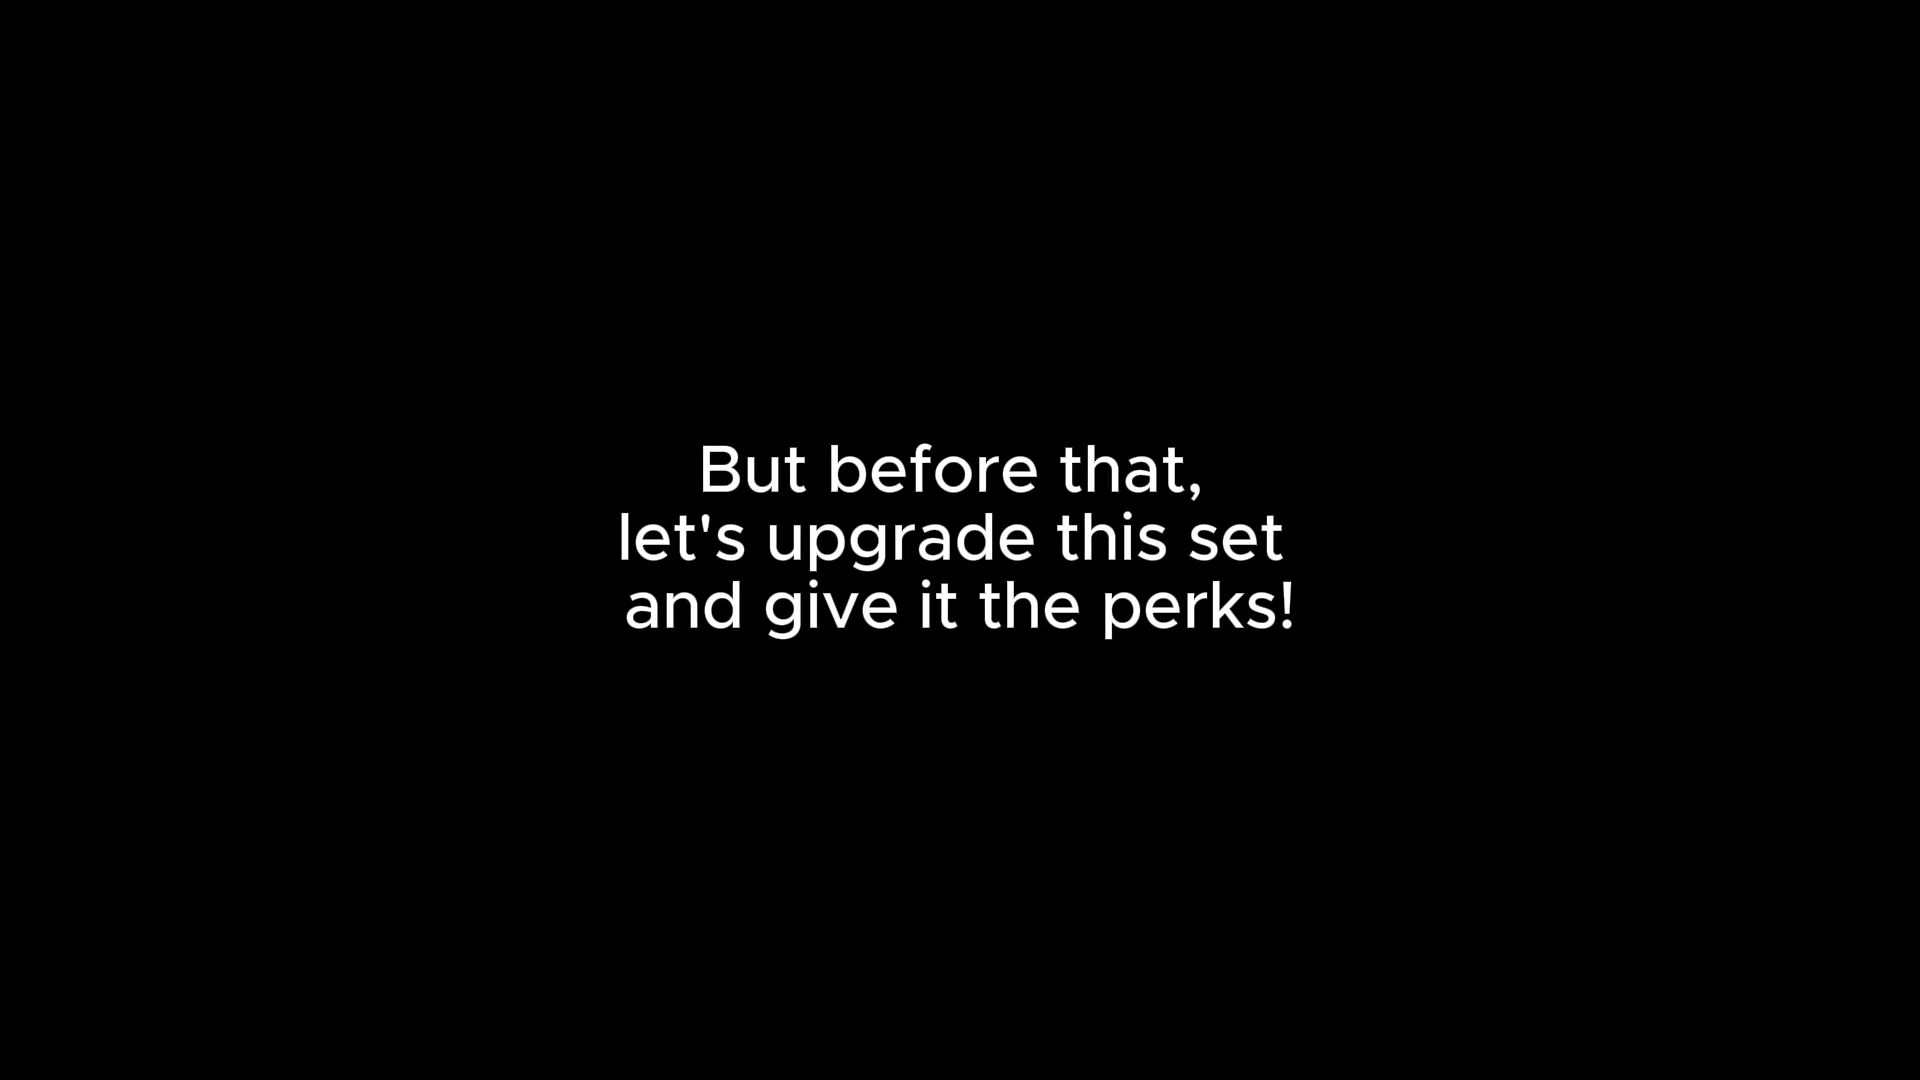 But before that,
let's upgrade this set
and give it the perks!